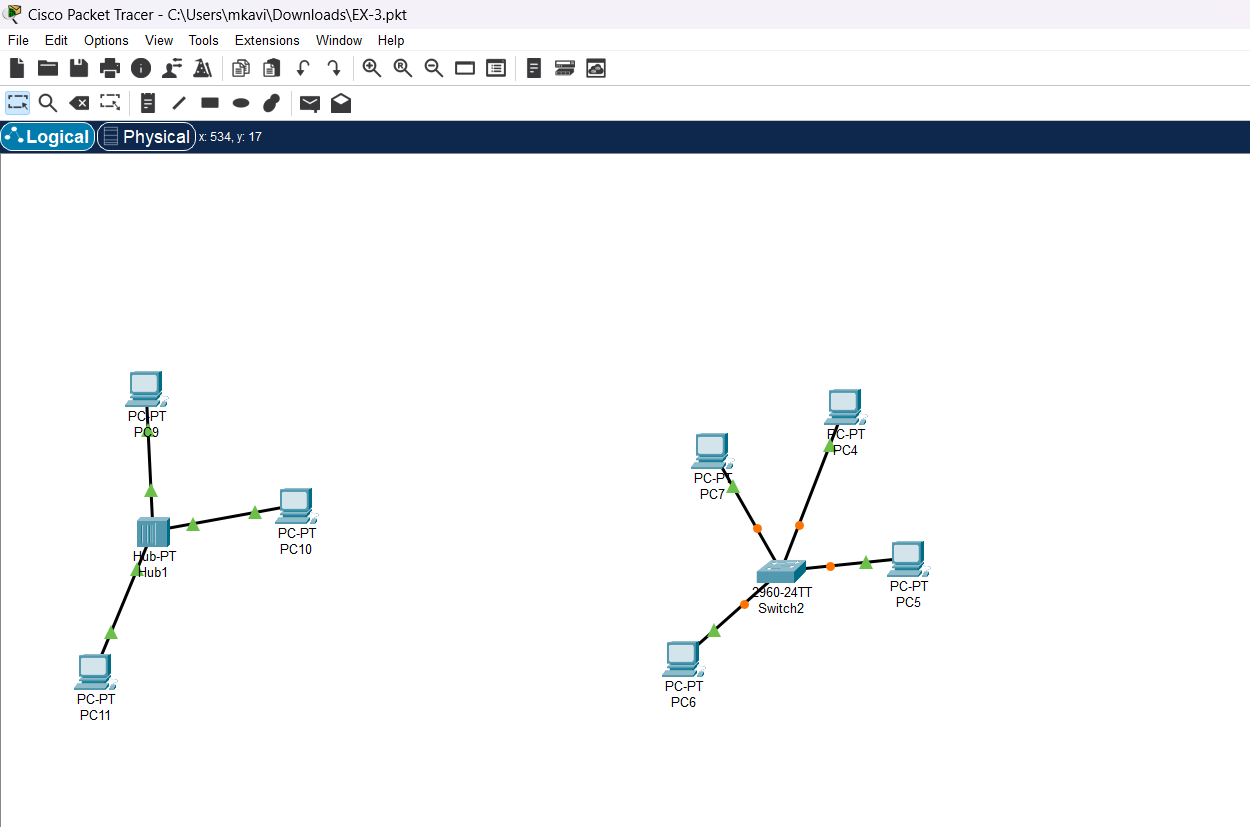 Cisco Packet Tracer - C:\Users\mkavi\Downloads\EX-3.pkt
File Edit Options View Tools Extensions Window Help
Logical Physical x: 534, y: 17
PC-PT
PC9
PC-PT
PC10
Hub-PT
Hub1
PC-PT
PC11
PC-PT
PC4
PC-PT
PC7
PC-PT
PC5
2960-24TT
Switch2
PC-PT
PC6